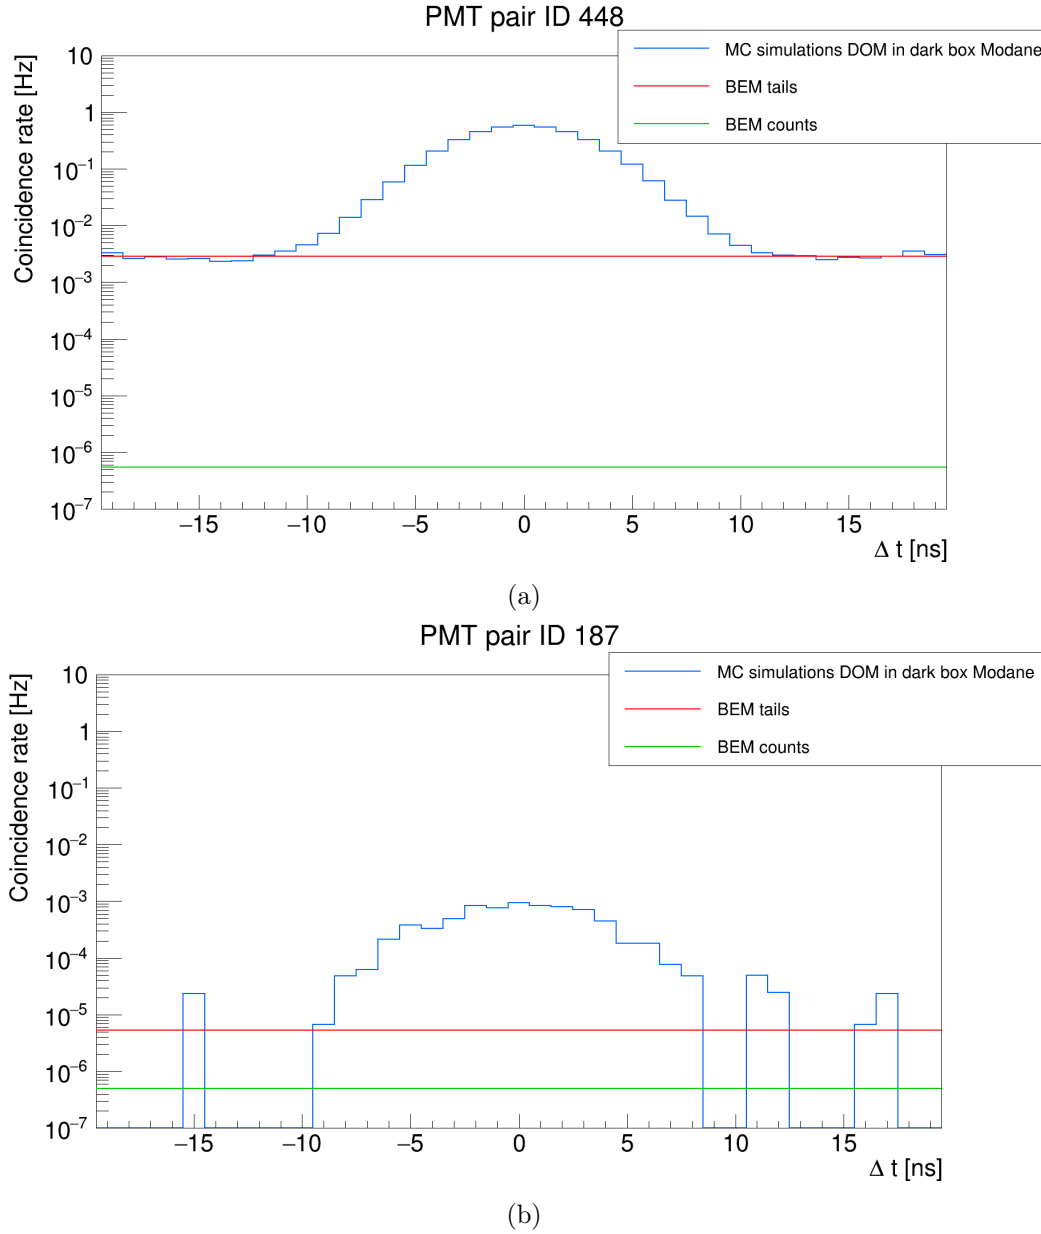 PMT pair ID 448
MC simulations DOM in dark box Modane
BEM tails
BEM counts
Coincidence rate [Hz]
10
1
10⁻¹
10⁻²
10⁻³
10⁻⁴
10⁻⁵
10⁻⁶
10⁻⁷
−15 −10 −5 0 5 10 15
Δ t [ns]
(a)
PMT pair ID 187
MC simulations DOM in dark box Modane
BEM tails
BEM counts
Coincidence rate [Hz]
10
1
10⁻¹
10⁻²
10⁻³
10⁻⁴
10⁻⁵
10⁻⁶
10⁻⁷
−15 −10 −5 0 5 10 15
Δ t [ns]
(b)